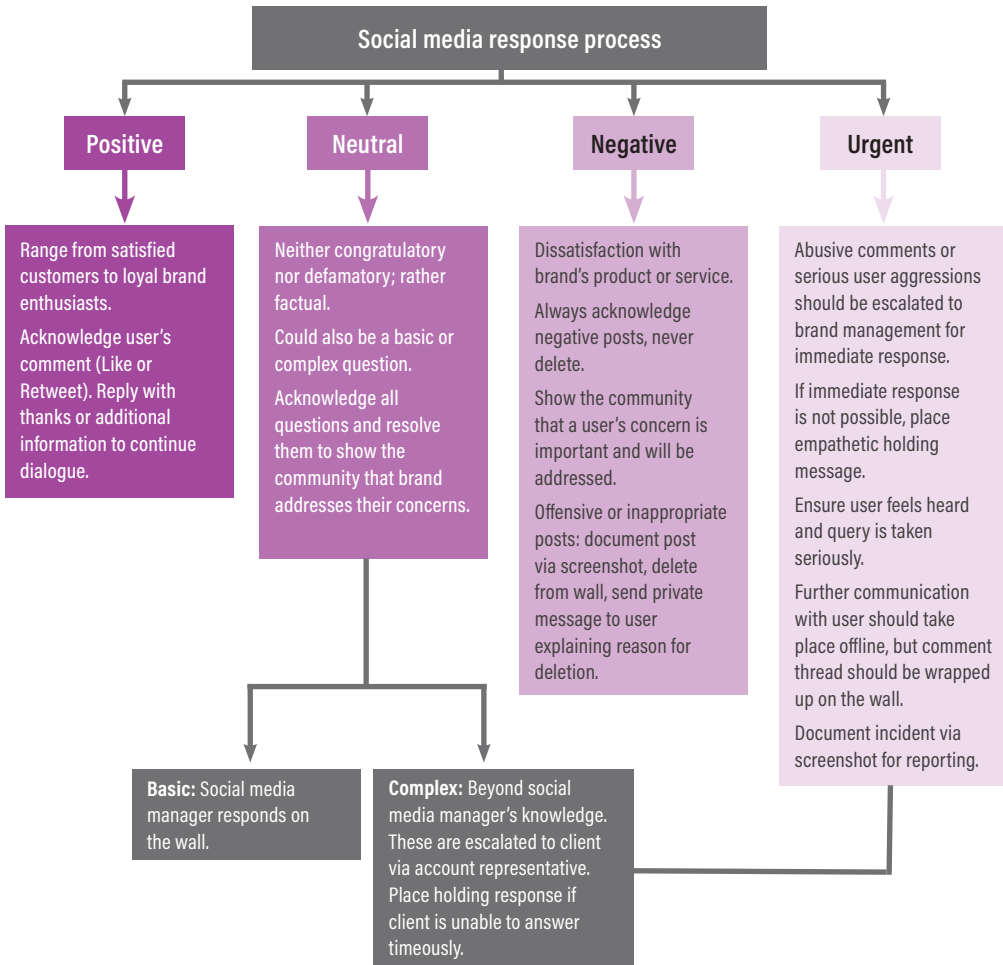 Social media response process
Positive
Neutral
Negative
Urgent
Range from satisfied
customers to loyal brand
enthusiasts.
Acknowledge user's
comment (Like or
Retweet). Reply with
thanks or additional
information to continue
dialogue.
Neither congratulatory
nor defamatory; rather
factual.
Could also be a basic or
complex question.
Acknowledge all
questions and resolve
them to show the
community that brand
addresses their concerns.
Dissatisfaction with
brand's product or service.
Always acknowledge
negative posts, never
delete.
Show the community
that a user's concern is
important and will be
addressed.
Offensive or inappropriate
posts: document post
via screenshot, delete
from wall, send private
message to user
explaining reason for
deletion.
Abusive comments or
serious user aggressions
should be escalated to
brand management for
immediate response.
If immediate response
is not possible, place
empathetic holding
message.
Ensure user feels heard
and query is taken
seriously.
Further communication
with user should take
place offline, but comment
thread should be wrapped
up on the wall.
Document incident via
screenshot for reporting.
Basic: Social media
manager responds on
the wall.
Complex: Beyond social
media manager's knowledge.
These are escalated to client
via account representative.
Place holding response if
client is unable to answer
timeously.